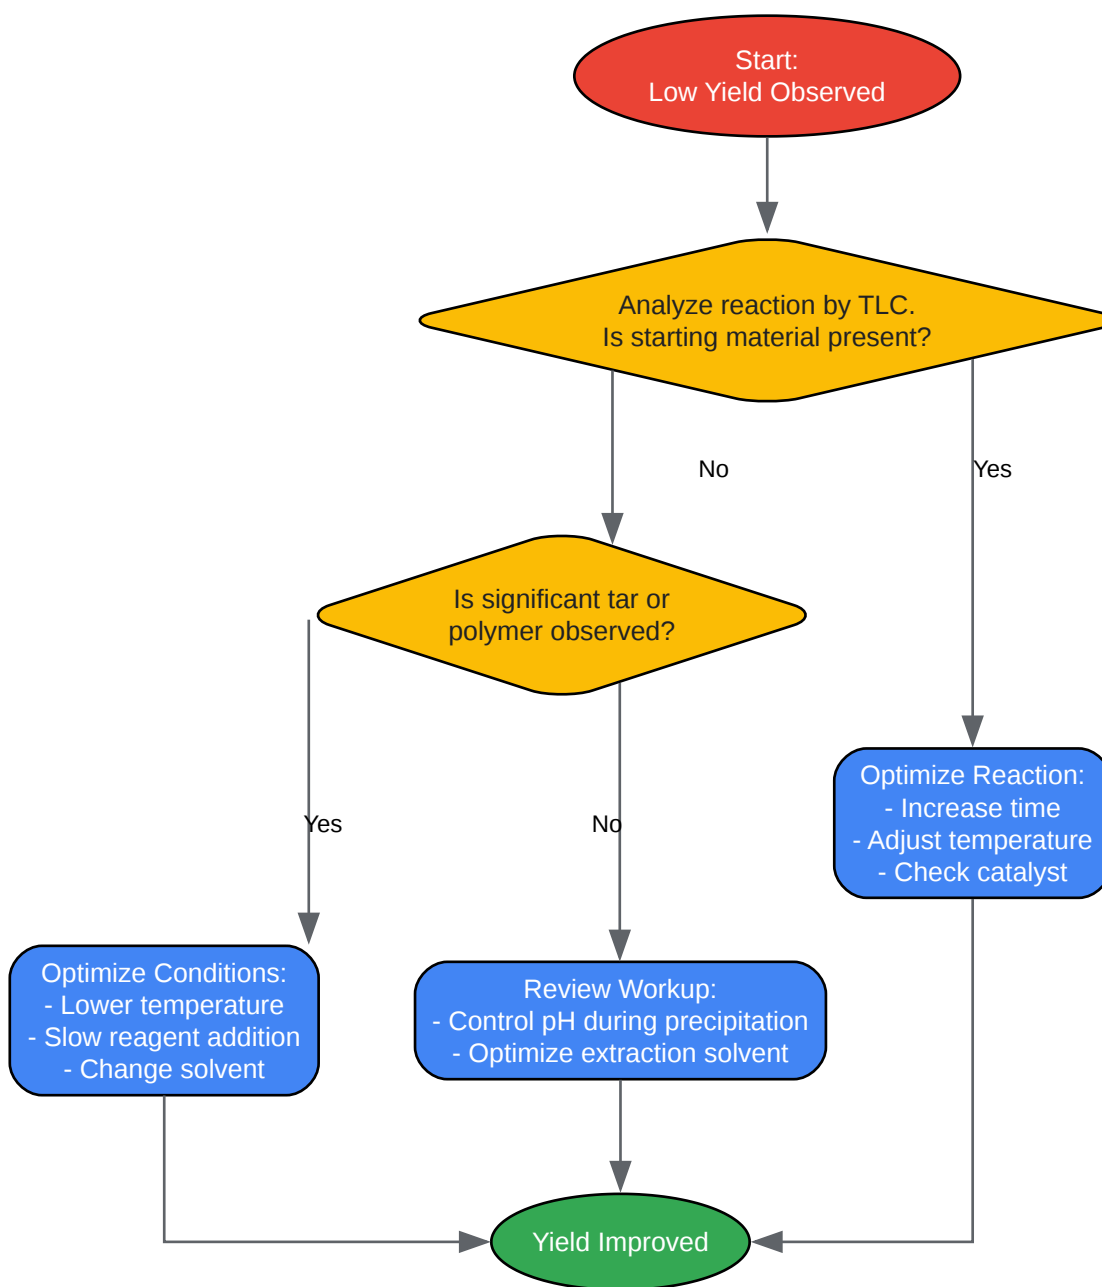 Start:
Low Yield Observed
Analyze reaction by TLC.
Is starting material present?
No
Yes
Is significant tar or
polymer observed?
Yes
No
Optimize Reaction:
- Increase time
- Adjust temperature
- Check catalyst
Optimize Conditions:
- Lower temperature
- Slow reagent addition
- Change solvent
Review Workup:
- Control pH during precipitation
- Optimize extraction solvent
Yield Improved